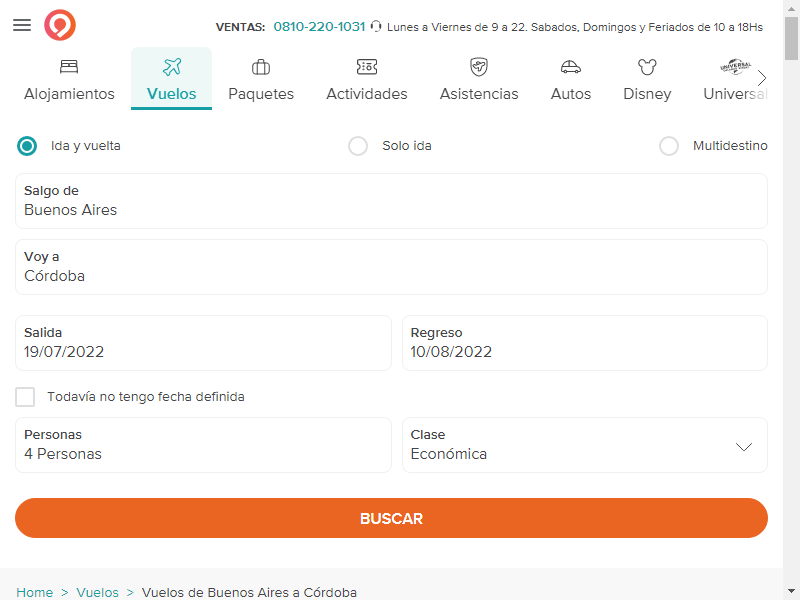 VENTAS: 0810-220-1031 Lunes a Viernes de 9 a 22. Sabados, Domingos y Feriados de 10 a 18Hs
Alojamientos Vuelos Paquetes Actividades Asistencias Autos Disney UNIVERSAL Universal
Ida y vuelta Solo ida Multidestino
Salgo de
Buenos Aires
Voy a
Córdoba
Salida Regreso
19/07/2022 10/08/2022
Todavía no tengo fecha definida
Personas Clase
4 Personas Económica
BUSCAR
Home > Vuelos > Vuelos de Buenos Aires a Córdoba